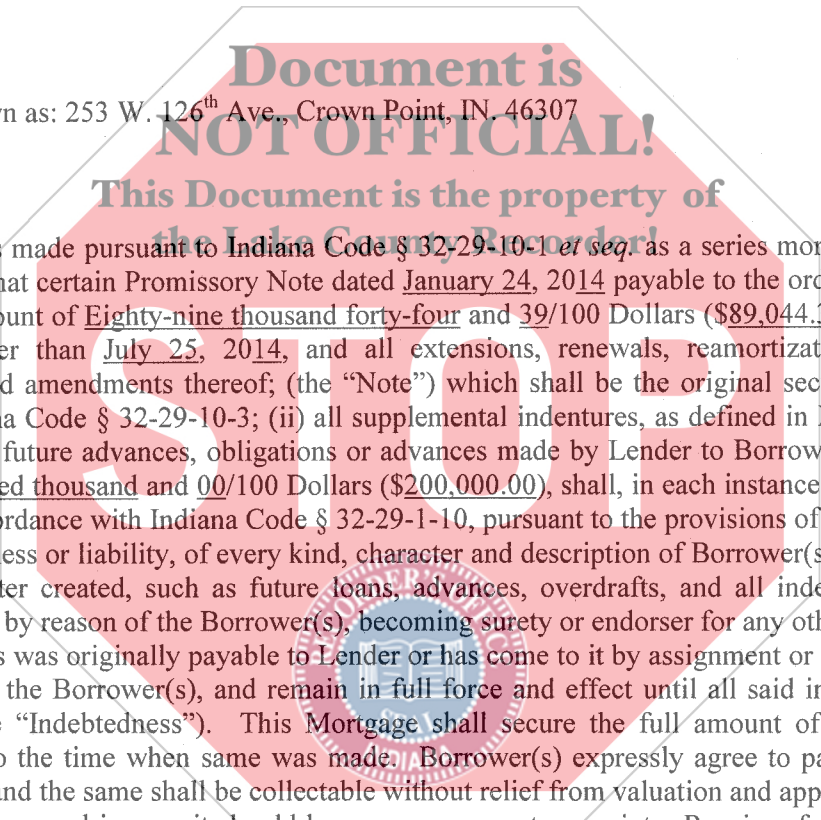 Document is
n as: 253 W. 126th Ave., Crown Point, IN. 46307
NOT OFFICIAL!
This Document is the property of
the Lake County Recorder!
s made pursuant to Indiana Code § 32-29-10-1 et seq. as a series mor
nat certain Promissory Note dated January 24, 2014 payable to the ord
ount of Eighty-nine thousand forty-four and 39/100 Dollars ($89,044.3
er than July 25, 2014, and all extensions, renewals, reamortizat
d amendments thereof; (the “Note”) which shall be the original sec
na Code § 32-29-10-3; (ii) all supplemental indentures, as defined in
future advances, obligations or advances made by Lender to Borrow
ed thousand and 00/100 Dollars ($200,000.00), shall, in each instance
ordance with Indiana Code § 32-29-1-10, pursuant to the provisions of
ness or liability, of every kind, character and description of Borrower(s
ter created, such as future loans, advances, overdrafts, and all inde
by reason of the Borrower(s), becoming surety or endorser for any oth
s was originally payable to Lender or has come to it by assignment or
the Borrower(s), and remain in full force and effect until all said in
e “Indebtedness”). This Mortgage shall secure the full amount of
o the time when same was made. Borrower(s) expressly agree to pa
and the same shall be collectable without relief from valuation and app
STOP
RECORDER'S OFFICE
SEAL
INDIANA